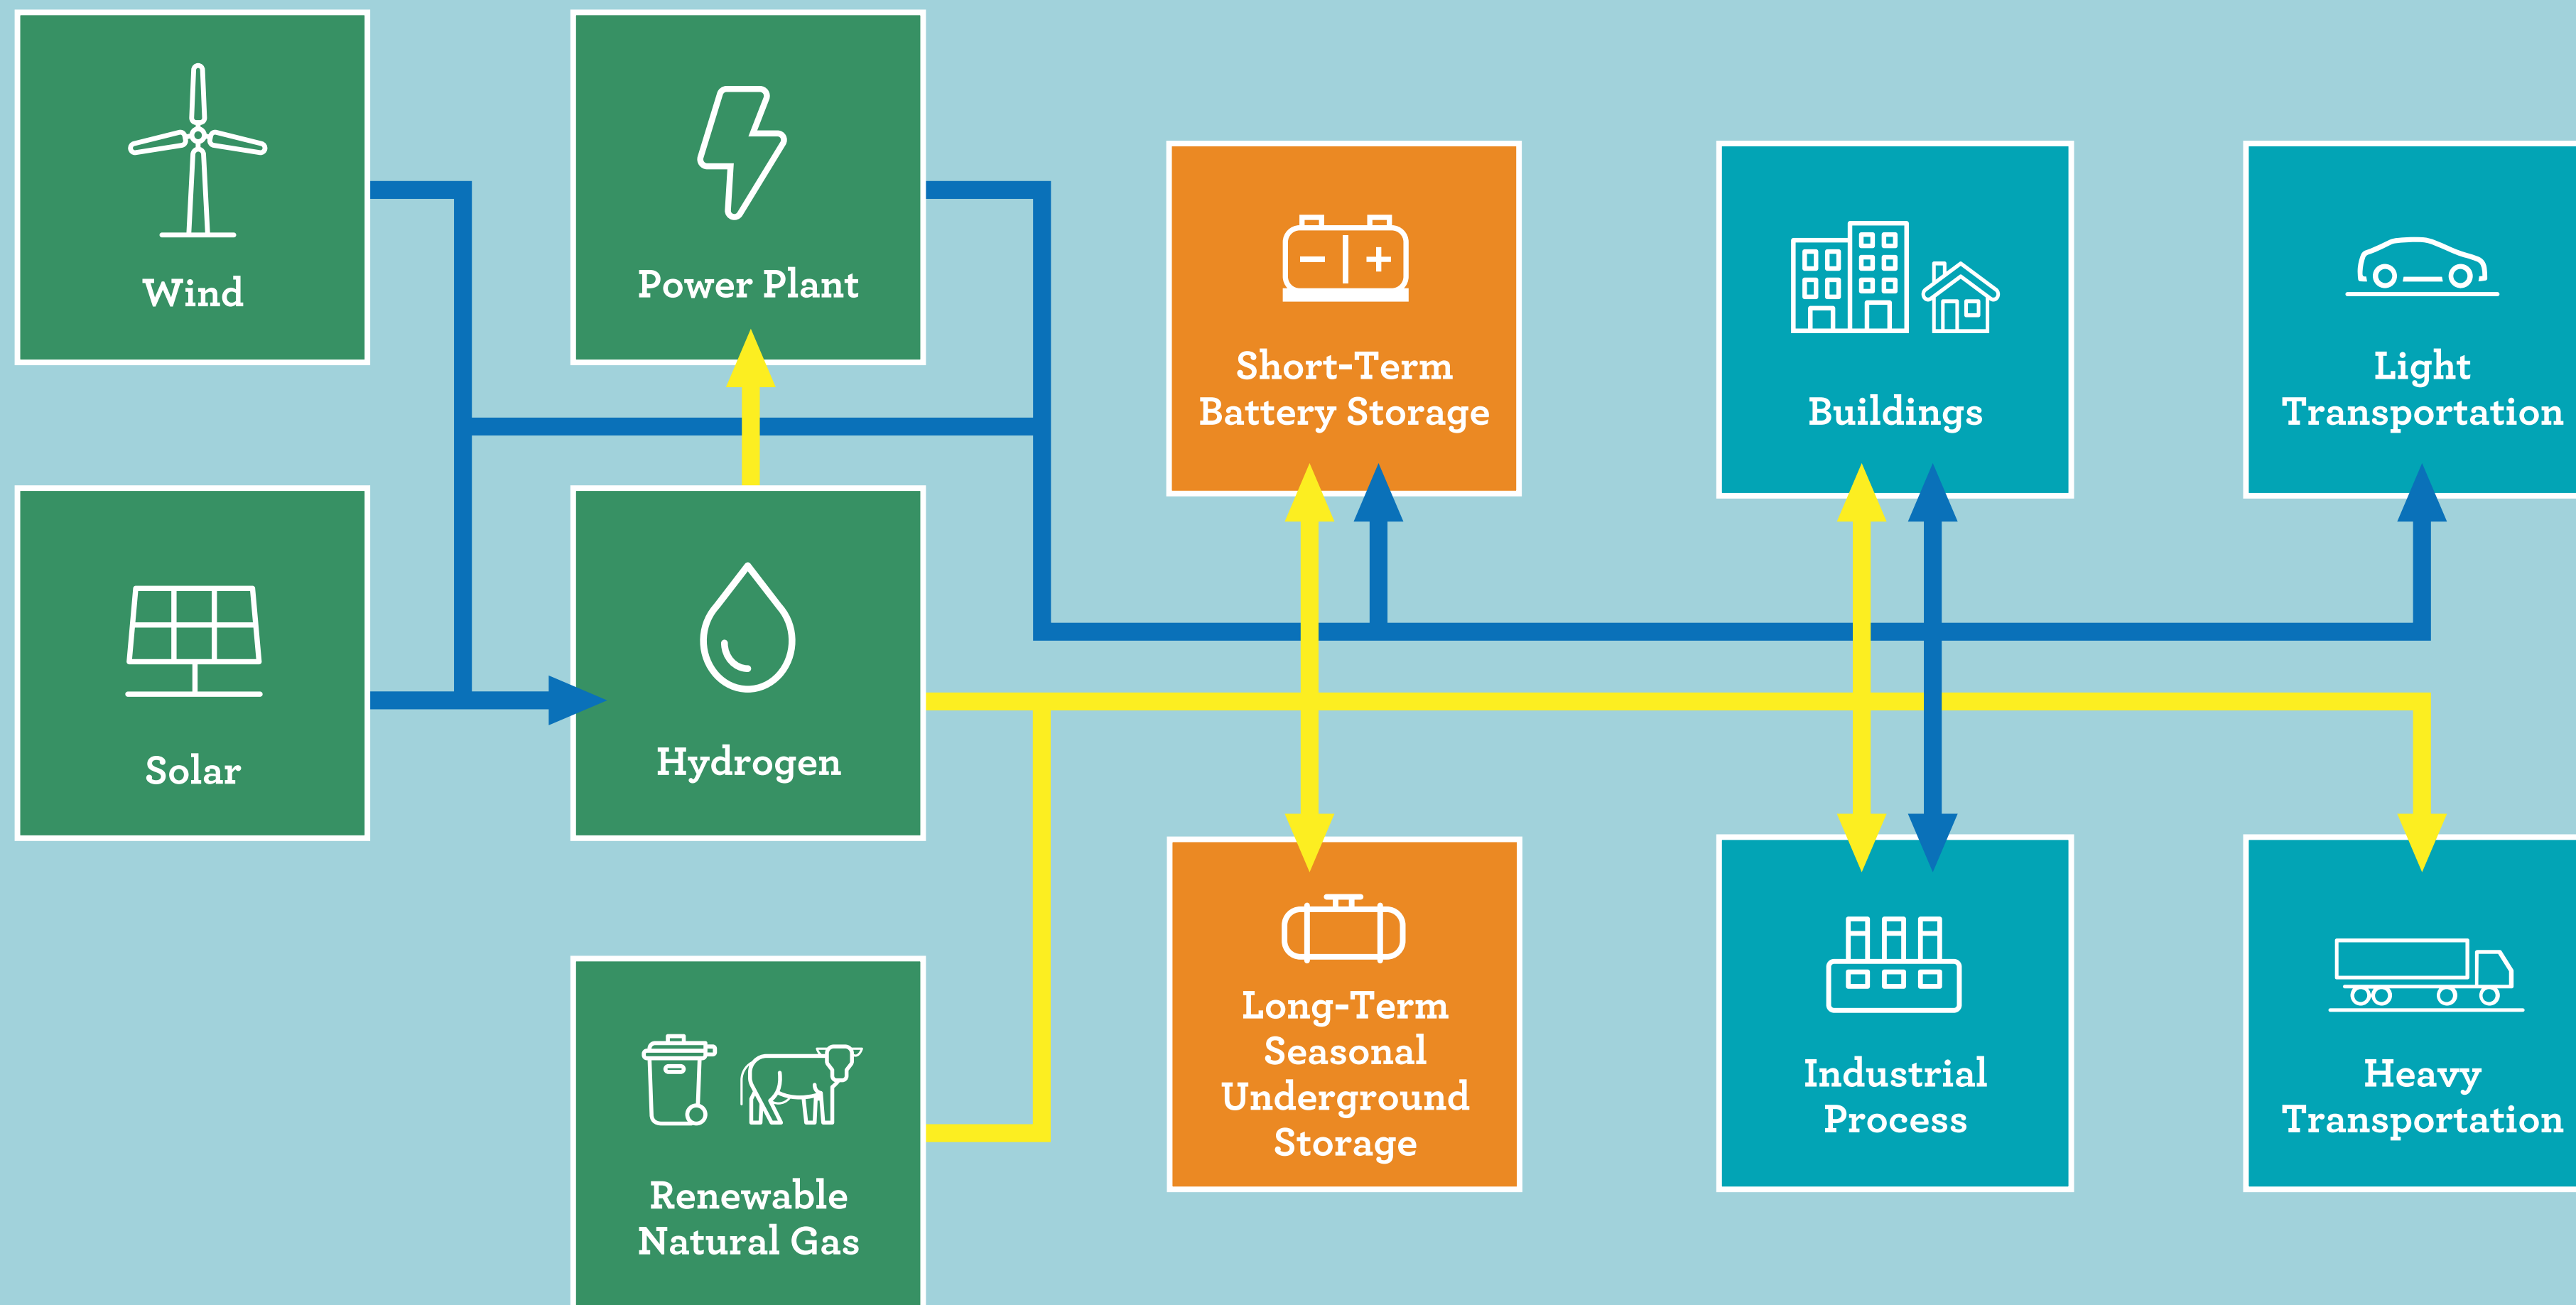 Wind
Power Plant
Short-Term
Battery Storage
Buildings
Light
Transportation
Solar
Hydrogen
Renewable
Natural Gas
Long-Term
Seasonal
Underground
Storage
Industrial
Process
Heavy
Transportation